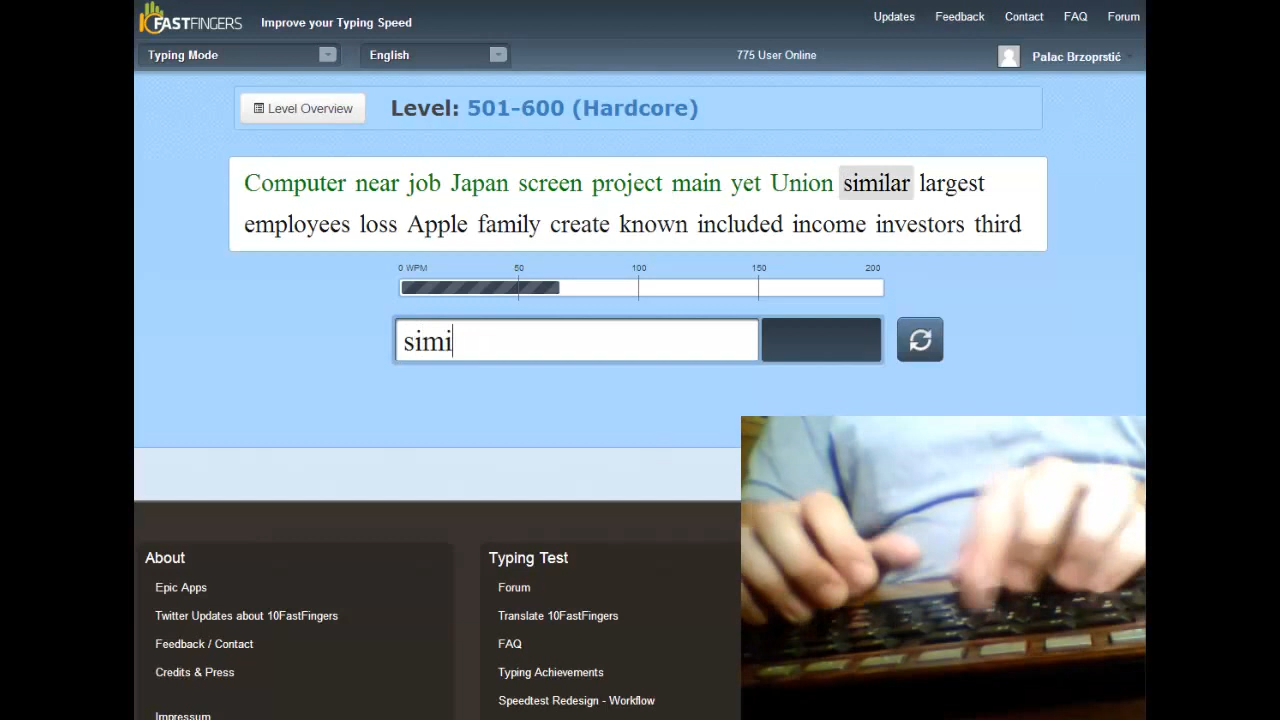 10FASTFINGERS Improve your Typing Speed
Updates Feedback Contact FAQ Forum
Typing Mode English 775 User Online Palac Brzoprstić
Level Overview Level: 501-600 (Hardcore)
Computer near job Japan screen project main yet Union similar largest
employees loss Apple family create known included income investors third
0 WPM 50 100 150 200
simi
About
Epic Apps
Twitter Updates about 10FastFingers
Feedback / Contact
Credits & Press
Impressum
Typing Test
Forum
Translate 10FastFingers
FAQ
Typing Achievements
Speedtest Redesign - Workflow